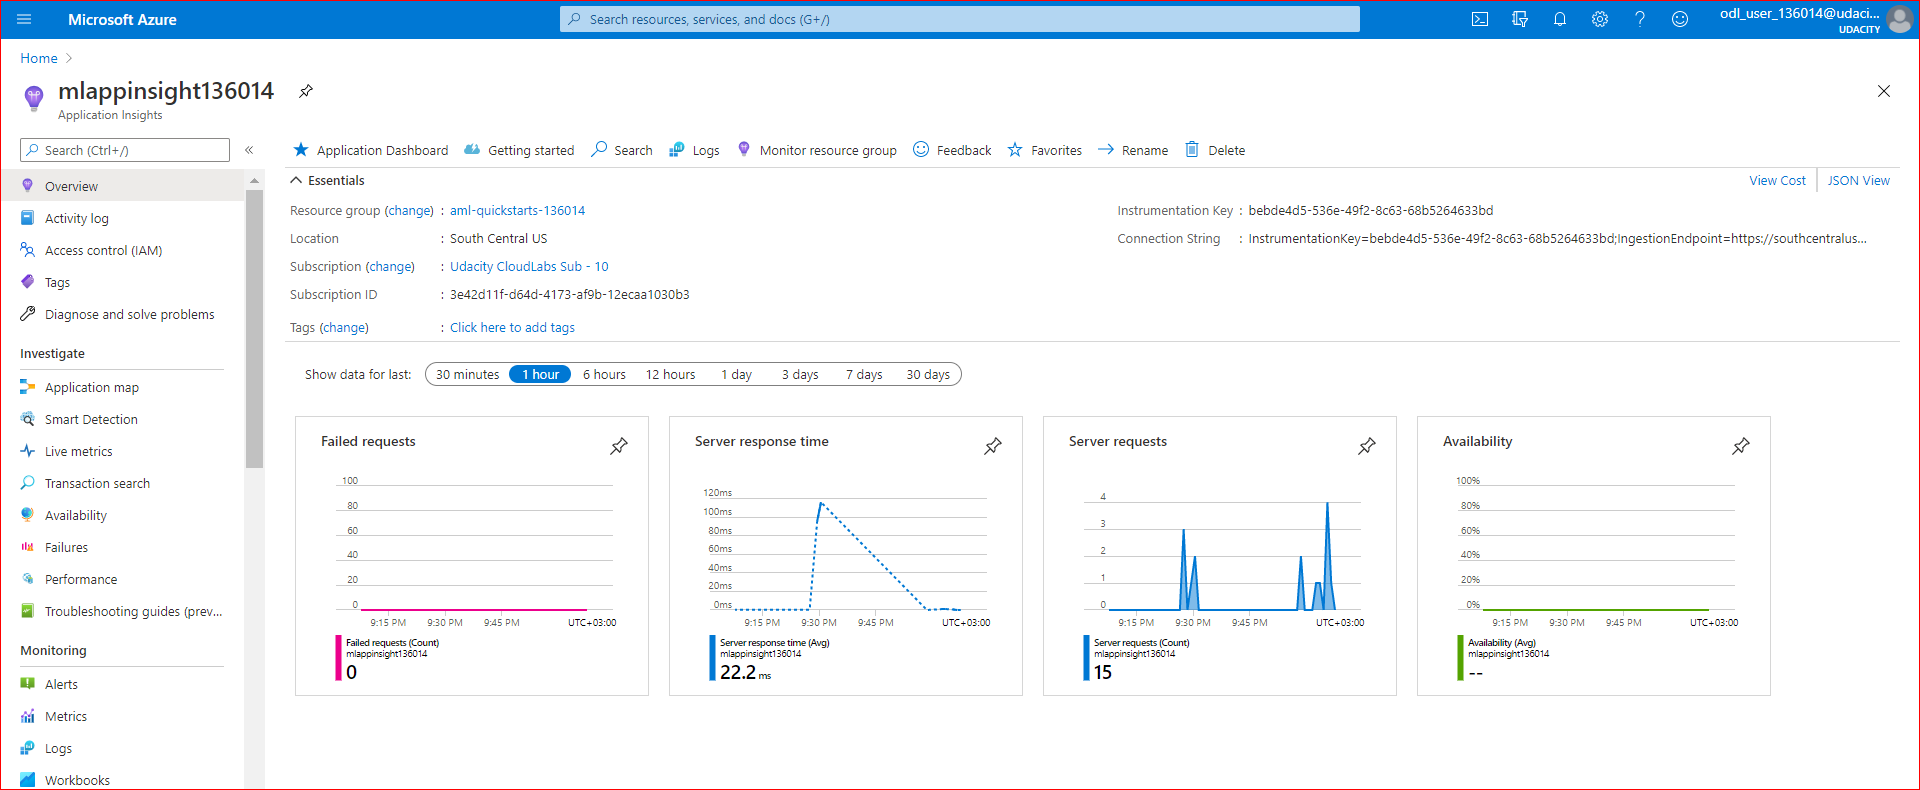 Microsoft Azure
Search resources, services, and docs (G+/)
odl_user_136014@udaci...
UDACITY
Home
mlappinsight136014
Application Insights
Search (Ctrl+/)
«
Overview
Activity log
Access control (IAM)
Tags
Diagnose and solve problems
Investigate
Application map
Smart Detection
Live metrics
Transaction search
Availability
Failures
Performance
Troubleshooting guides (prev...
Monitoring
Alerts
Metrics
Logs
Workbooks
Application Dashboard Getting started Search Logs Monitor resource group Feedback Favorites Rename Delete
Essentials
View Cost JSON View
Resource group (change) : aml-quickstarts-136014
Location : South Central US
Subscription (change) : Udacity CloudLabs Sub - 10
Subscription ID : 3e42d11f-d64d-4173-af9b-12ecaa1030b3
Tags (change) : Click here to add tags
Instrumentation Key : bebde4d5-536e-49f2-8c63-68b5264633bd
Connection String : InstrumentationKey=bebde4d5-536e-49f2-8c63-68b5264633bd;IngestionEndpoint=https://southcentralus...
Show data for last: 30 minutes 1 hour 6 hours 12 hours 1 day 3 days 7 days 30 days
Failed requests
100
80
60
40
20
0
9:15 PM 9:30 PM 9:45 PM UTC+03:00
Failed requests (Count)
mlappinsight136014
0
Server response time
120ms
100ms
80ms
60ms
40ms
20ms
0ms
9:15 PM 9:30 PM 9:45 PM UTC+03:00
Server response time (Avg)
mlappinsight136014
22.2 ms
Server requests
4
3
2
1
0
9:15 PM 9:30 PM 9:45 PM UTC+03:00
Server requests (Count)
mlappinsight136014
15
Availability
100%
80%
60%
40%
20%
0%
9:15 PM 9:30 PM 9:45 PM UTC+03:00
Availability (Avg)
mlappinsight136014
--